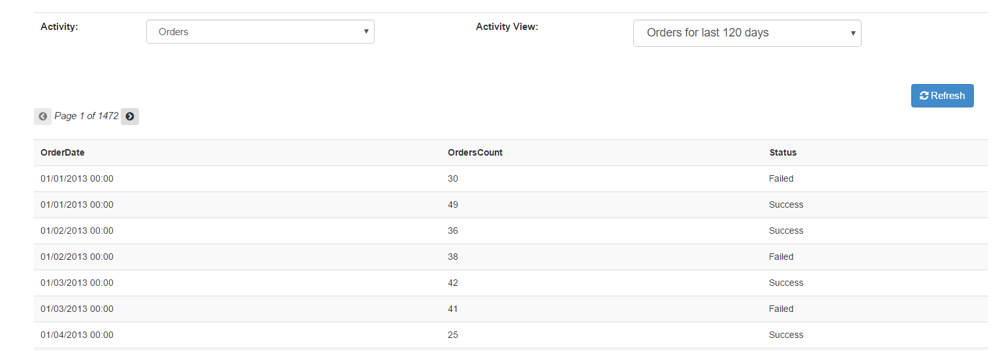 Activity: Orders Activity View: Orders for last 120 days
Refresh
Page 1 of 1472
OrderDate OrdersCount Status
01/01/2013 00:00 30 Failed
01/01/2013 00:00 49 Success
01/02/2013 00:00 36 Success
01/02/2013 00:00 38 Failed
01/03/2013 00:00 42 Success
01/03/2013 00:00 41 Failed
01/04/2013 00:00 25 Success